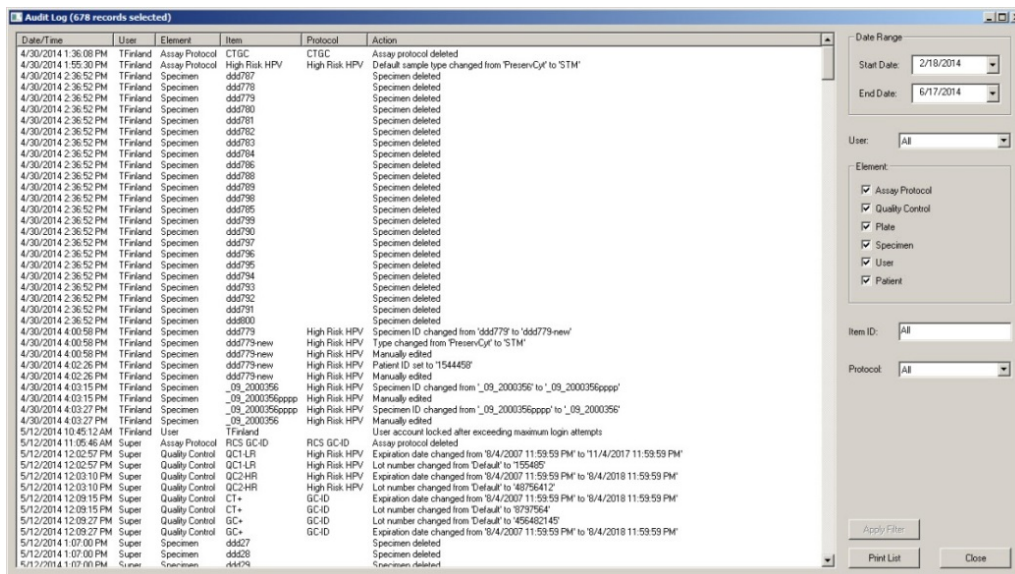 Audit Log (678 records selected)
Date/Time User Element Item Protocol Action
4/30/2014 1:36:08 PM TFinland Assay Protocol CTGC CTGC Assay protocol deleted
4/30/2014 1:55:30 PM TFinland Assay Protocol High Risk HPV High Risk HPV Default sample type changed from 'PreservCyt' to 'STM'
4/30/2014 2:36:52 PM TFinland Specimen ddd787 Specimen deleted
4/30/2014 2:36:52 PM TFinland Specimen ddd778 Specimen deleted
4/30/2014 2:36:52 PM TFinland Specimen ddd779 Specimen deleted
4/30/2014 2:36:52 PM TFinland Specimen ddd780 Specimen deleted
4/30/2014 2:36:52 PM TFinland Specimen ddd781 Specimen deleted
4/30/2014 2:36:52 PM TFinland Specimen ddd782 Specimen deleted
4/30/2014 2:36:52 PM TFinland Specimen ddd783 Specimen deleted
4/30/2014 2:36:52 PM TFinland Specimen ddd784 Specimen deleted
4/30/2014 2:36:52 PM TFinland Specimen ddd786 Specimen deleted
4/30/2014 2:36:52 PM TFinland Specimen ddd788 Specimen deleted
4/30/2014 2:36:52 PM TFinland Specimen ddd789 Specimen deleted
4/30/2014 2:36:52 PM TFinland Specimen ddd798 Specimen deleted
4/30/2014 2:36:52 PM TFinland Specimen ddd785 Specimen deleted
4/30/2014 2:36:52 PM TFinland Specimen ddd799 Specimen deleted
4/30/2014 2:36:52 PM TFinland Specimen ddd790 Specimen deleted
4/30/2014 2:36:52 PM TFinland Specimen ddd797 Specimen deleted
4/30/2014 2:36:52 PM TFinland Specimen ddd796 Specimen deleted
4/30/2014 2:36:52 PM TFinland Specimen ddd795 Specimen deleted
4/30/2014 2:36:52 PM TFinland Specimen ddd794 Specimen deleted
4/30/2014 2:36:52 PM TFinland Specimen ddd793 Specimen deleted
4/30/2014 2:36:52 PM TFinland Specimen ddd792 Specimen deleted
4/30/2014 2:36:52 PM TFinland Specimen ddd791 Specimen deleted
4/30/2014 2:36:52 PM TFinland Specimen ddd800 Specimen deleted
4/30/2014 4:00:58 PM TFinland Specimen ddd779 High Risk HPV Specimen ID changed from 'ddd779' to 'ddd779-new'
4/30/2014 4:00:58 PM TFinland Specimen ddd779-new High Risk HPV Type changed from 'PreservCyt' to 'STM'
4/30/2014 4:00:58 PM TFinland Specimen ddd779-new High Risk HPV Manually edited
4/30/2014 4:02:26 PM TFinland Specimen ddd779-new High Risk HPV Patient ID set to '1544458'
4/30/2014 4:02:26 PM TFinland Specimen ddd779-new High Risk HPV Manually edited
4/30/2014 4:03:15 PM TFinland Specimen _09_2000356 High Risk HPV Specimen ID changed from '_09_2000356' to '_09_2000356pppp'
4/30/2014 4:03:15 PM TFinland Specimen _09_2000356pppp High Risk HPV Manually edited
4/30/2014 4:03:27 PM TFinland Specimen _09_2000356pppp High Risk HPV Specimen ID changed from '_09_2000356pppp' to '_09_2000356'
4/30/2014 4:03:27 PM TFinland Specimen _09_2000356 High Risk HPV Manually edited
5/12/2014 10:45:12 AM TFinland User TFinland User account locked after exceeding maximum login attempts
5/12/2014 11:05:46 AM Super Assay Protocol RCS GC-ID RCS GC-ID Assay protocol deleted
5/12/2014 12:02:57 PM Super Quality Control QC1-LR High Risk HPV Expiration date changed from '8/4/2007 11:59:59 PM' to '11/4/2017 11:59:59 PM'
5/12/2014 12:02:57 PM Super Quality Control QC1-LR High Risk HPV Lot number changed from 'Default' to '155485'
5/12/2014 12:03:10 PM Super Quality Control QC2-HR High Risk HPV Expiration date changed from '8/4/2007 11:59:59 PM' to '8/4/2018 11:59:59 PM'
5/12/2014 12:03:10 PM Super Quality Control QC2-HR High Risk HPV Lot number changed from 'Default' to '48756412'
5/12/2014 12:09:15 PM Super Quality Control CT+ GC-ID Expiration date changed from '8/4/2007 11:59:59 PM' to '8/4/2018 11:59:59 PM'
5/12/2014 12:09:15 PM Super Quality Control CT+ GC-ID Lot number changed from 'Default' to '8797564'
5/12/2014 12:09:27 PM Super Quality Control GC+ GC-ID Lot number changed from 'Default' to '456482145'
5/12/2014 12:09:27 PM Super Quality Control GC+ GC-ID Expiration date changed from '8/4/2007 11:59:59 PM' to '8/4/2018 11:59:59 PM'
5/12/2014 1:07:00 PM Super Specimen ddd27 Specimen deleted
5/12/2014 1:07:00 PM Super Specimen ddd28 Specimen deleted
5/12/2014 1:07:00 PM Super Specimen ddd29 Specimen deleted
Date Range
Start Date: 2/18/2014
End Date: 6/17/2014
User: All
Element
Assay Protocol
Quality Control
Plate
Specimen
User
Patient
Item ID: All
Protocol: All
Apply Filter
Print List Close